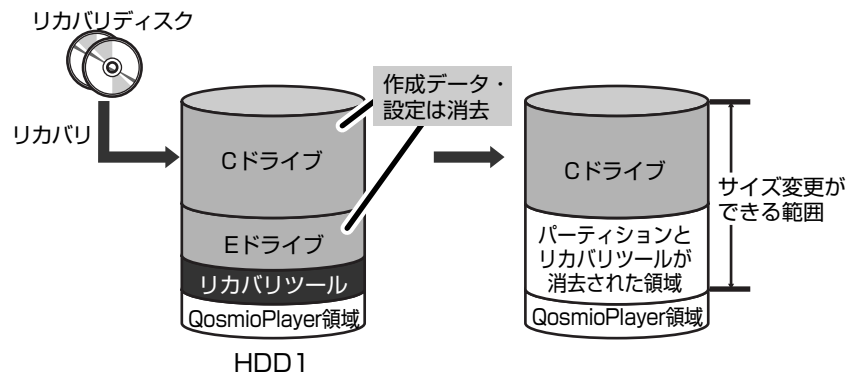 リカバリディスク
リカバリ
作成データ・
設定は消去
Cドライブ
Eドライブ
リカバリツール
QosmioPlayer領域
HDD1
Cドライブ
パーティションと
リカバリツールが
消去された領域
QosmioPlayer領域
サイズ変更が
できる範囲